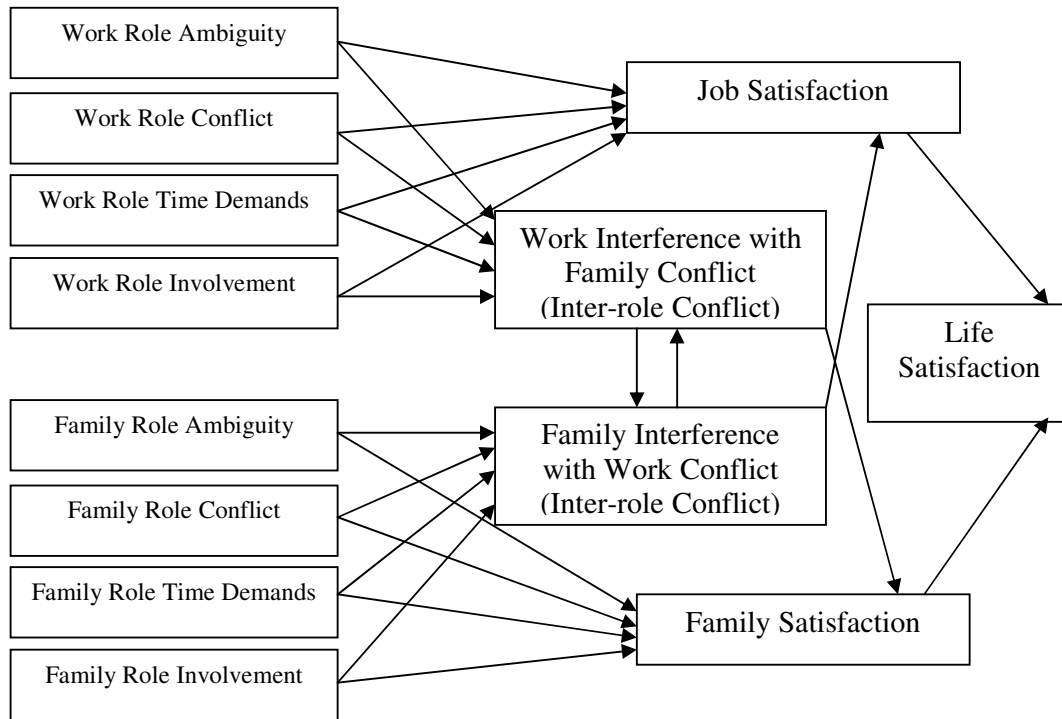 Work Role Ambiguity
Work Role Conflict
Work Role Time Demands
Work Role Involvement
Family Role Ambiguity
Family Role Conflict
Family Role Time Demands
Family Role Involvement
Job Satisfaction
Work Interference with
Family Conflict
(Inter-role Conflict)
Family Interference
with Work Conflict
(Inter-role Conflict)
Family Satisfaction
Life
Satisfaction